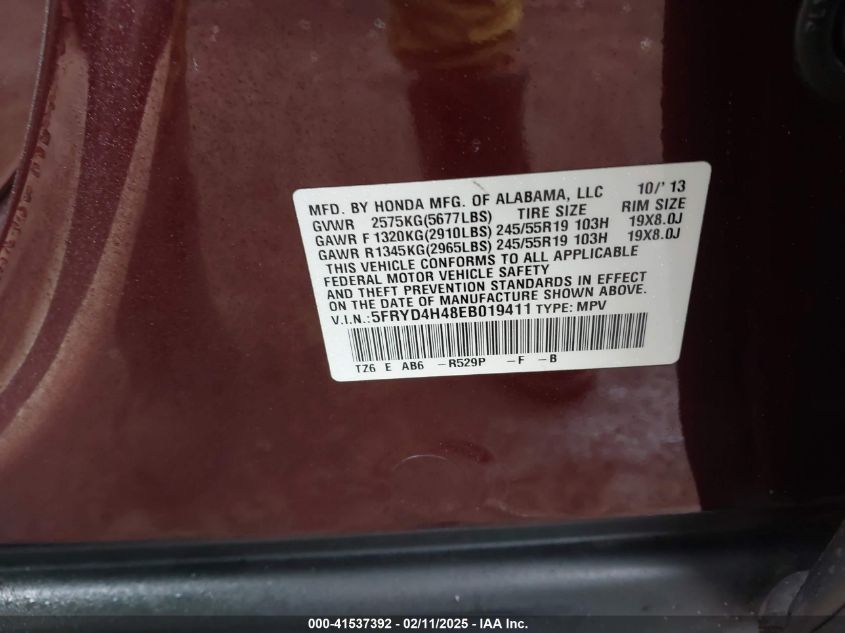 MFD. BY HONDA MFG. OF ALABAMA, LLC 10/' 13
GVWR 2575KG(5677LBS) TIRE SIZE RIM SIZE
GAWR F 1320KG(2910LBS) 245/55R19 103H 19X8.0J
GAWR R1345KG(2965LBS) 245/55R19 103H 19X8.0J
THIS VEHICLE CONFORMS TO ALL APPLICABLE
FEDERAL MOTOR VEHICLE SAFETY
AND THEFT PREVENTION STANDARDS IN EFFECT
ON THE DATE OF MANUFACTURE SHOWN ABOVE.
V.I.N.:5FRYD4H48EB019411 TYPE: MPV
TZ6 E AB6 -R529P -F -B
000-41537392 - 02/11/2025 - IAA Inc.